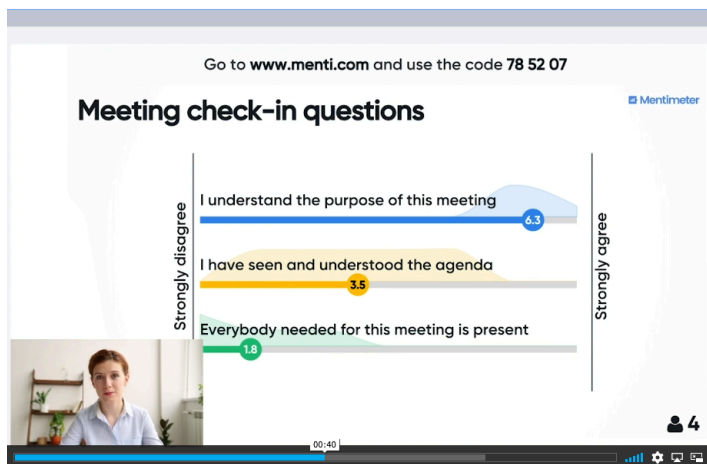 Go to www.menti.com and use the code 78 52 07
Mentimeter
Meeting check-in questions
Strongly disagree
I understand the purpose of this meeting
6.3
I have seen and understood the agenda
3.5
Everybody needed for this meeting is present
1.8
Strongly agree
4
00:40